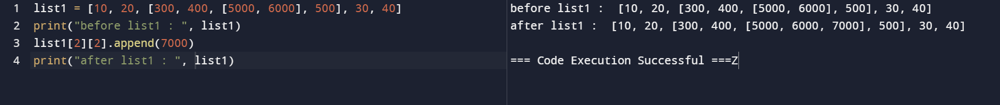 1 list1 = [10, 20, [300, 400, [5000, 6000], 500], 30, 40]
2 print("before list1 : ", list1)
3 list1[2][2].append(7000)
4 print("after list1 : ", list1)
before list1 :  [10, 20, [300, 400, [5000, 6000], 500], 30, 40]
after list1 :  [10, 20, [300, 400, [5000, 6000, 7000], 500], 30, 40]
=== Code Execution Successful ===Z